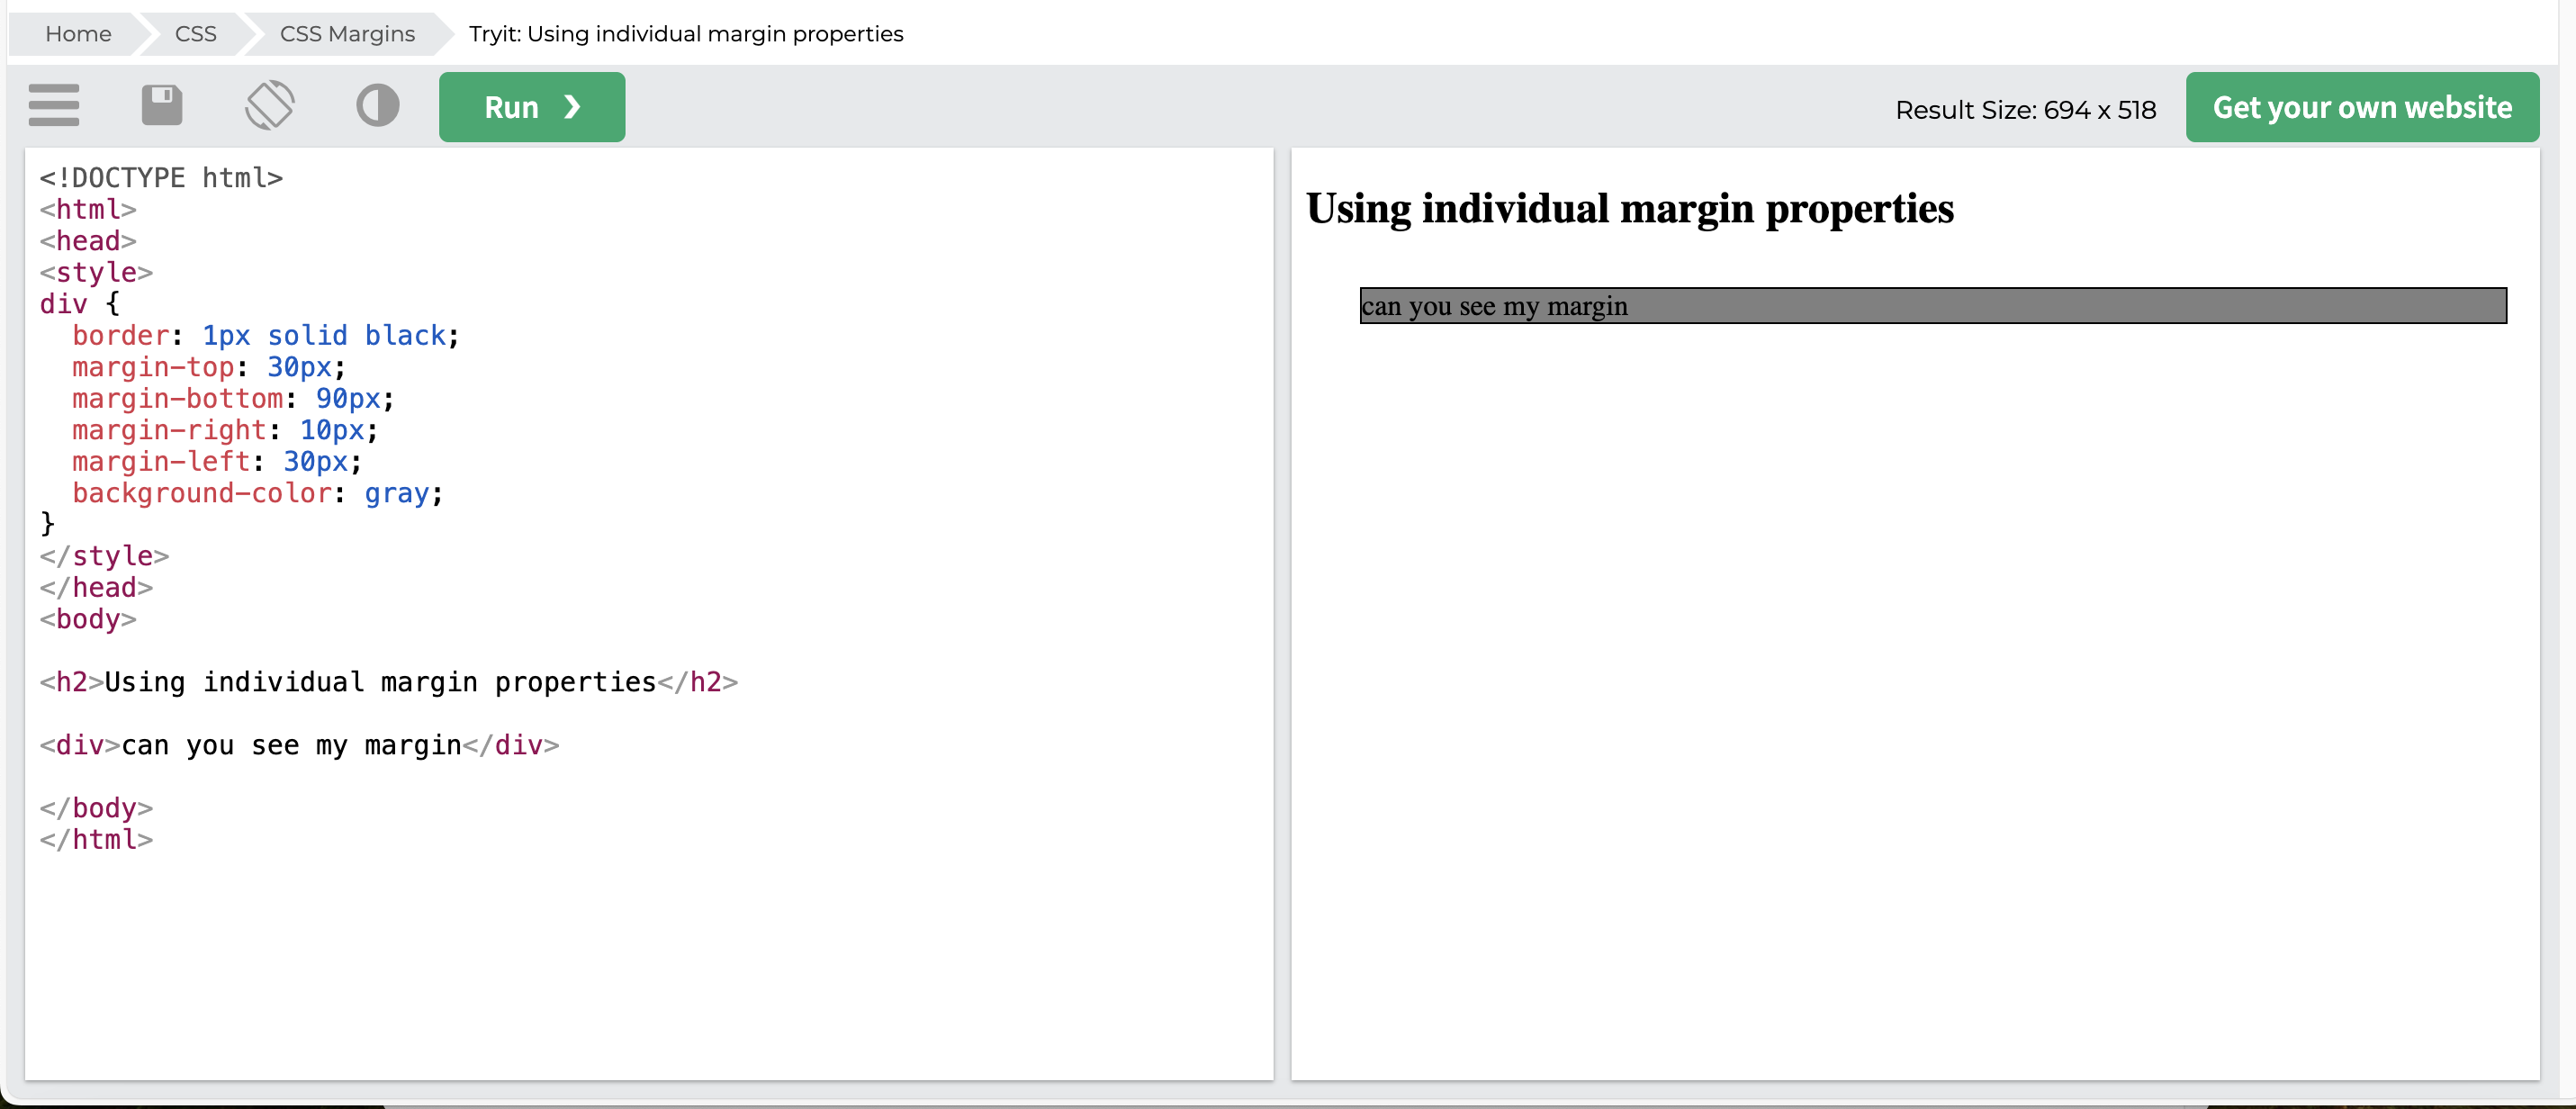 Home CSS CSS Margins Tryit: Using individual margin properties
Run ❯ Result Size: 694 x 518 Get your own website
<!DOCTYPE html>
<html>
<head>
<style>
div {
  border: 1px solid black;
  margin-top: 30px;
  margin-bottom: 90px;
  margin-right: 10px;
  margin-left: 30px;
  background-color: gray;
}
</style>
</head>
<body>
<h2>Using individual margin properties</h2>
<div>can you see my margin</div>
</body>
</html>
Using individual margin properties
can you see my margin